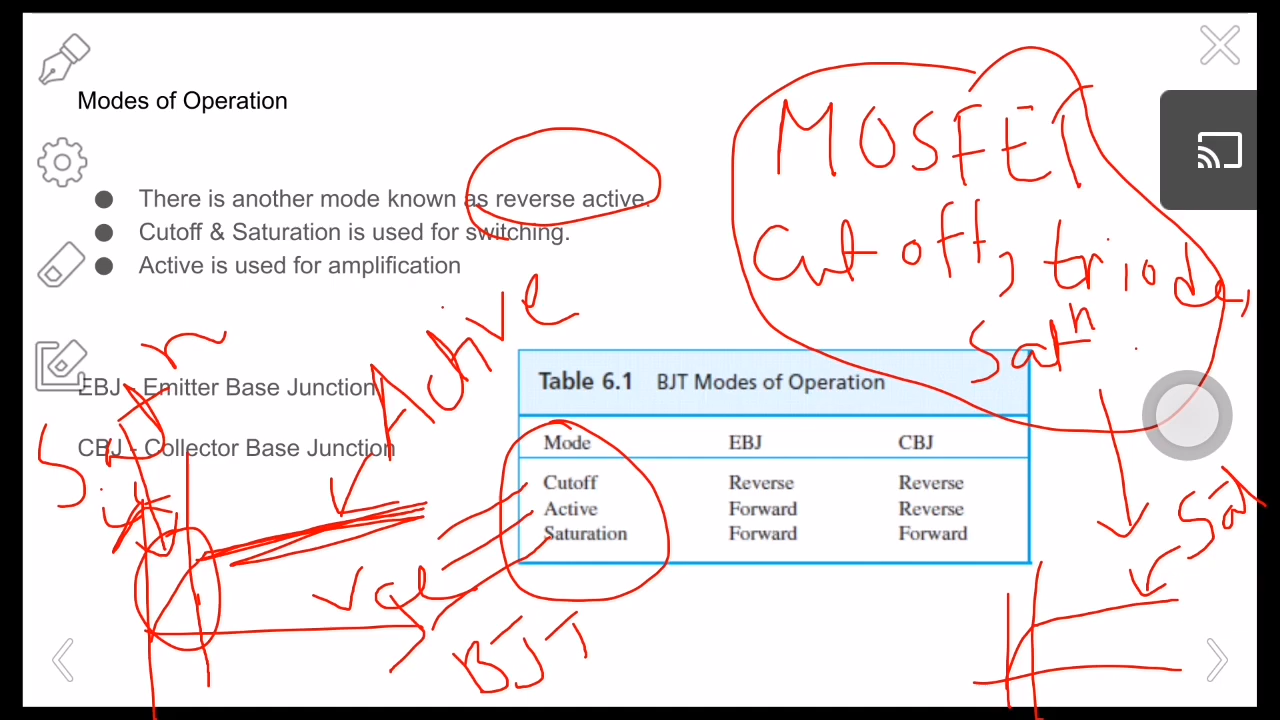 Modes of Operation
There is another mode known as reverse active.
Cutoff & Saturation is used for switching.
Active is used for amplification
MOSFET
Cut off, triode,
Satⁿ
Active
EBJ - Emitter Base Junction
CBJ - Collector Base Junction
Satⁿ
Table 6.1 BJT Modes of Operation
Mode EBJ CBJ
Cutoff Reverse Reverse
Active Forward Reverse
Saturation Forward Forward
BJT
Sat